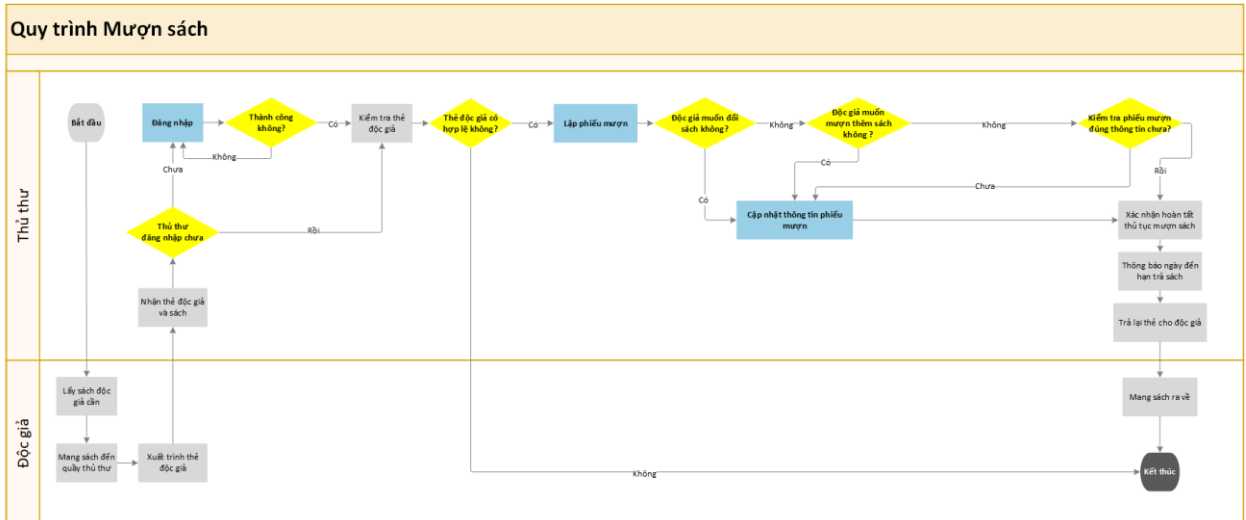 Quy trình Mượn sách
Thủ thư
Bắt đầu
Đăng nhập
Thành công
không?
Có
Kiểm tra thẻ
độc giả
Thẻ độc giả có
hợp lệ không?
Có
Lập phiếu mượn
Độc giả muốn đổi
sách không?
Không
Độc giả muốn
mượn thêm sách
không ?
Không
Kiểm tra phiếu mượn
đúng thông tin chưa?
Không
Chưa
Có
Rồi
Chưa
Có
Thủ thư
đăng nhập chưa
Rồi
Cập nhật thông tin phiếu
mượn
Xác nhận hoàn tất
thủ tục mượn sách
Thông báo ngày đến
hạn trả sách
Nhận thẻ độc giả
và sách
Trả lại thẻ cho độc giả
Độc giả
Lấy sách độc
giả cần
Mang sách ra về
Mang sách đến
quầy thủ thư
Xuất trình thẻ
độc giả
Không
Kết thúc